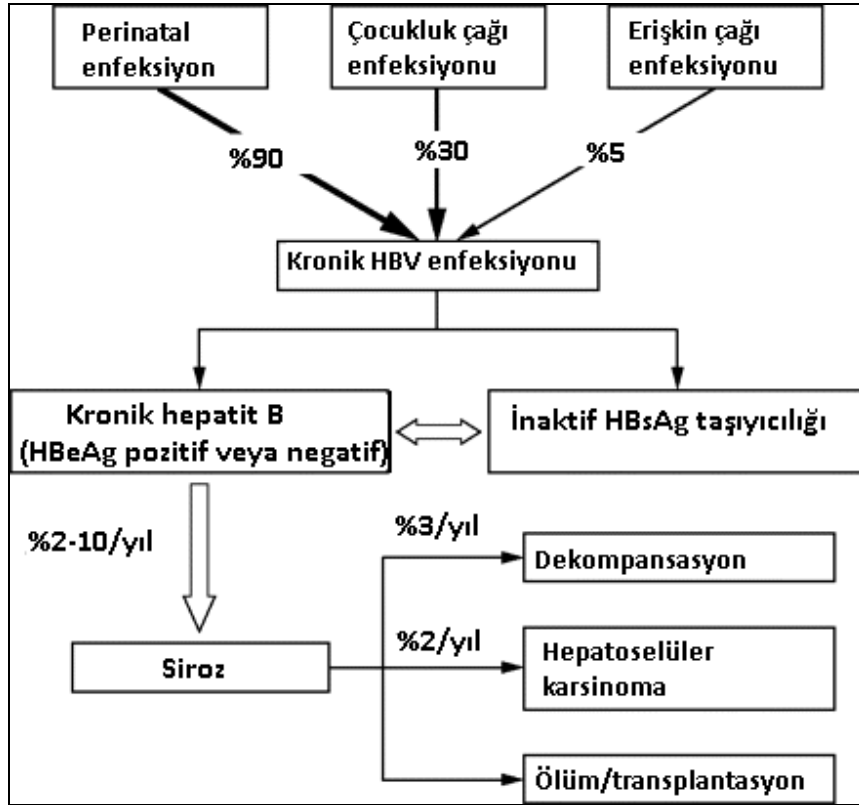 Perinatal
enfeksiyon
Çocukluk çağı
enfeksiyonu
Erişkin çağı
enfeksiyonu
%90
%30
%5
Kronik HBV enfeksiyonu
Kronik hepatit B
(HBeAg pozitif veya negatif)
İnaktif HBsAg taşıyıcılığı
%2-10/yıl
%3/yıl
Dekompansasyon
Siroz
%2/yıl
Hepatoselüler
karsinoma
Ölüm/transplantasyon